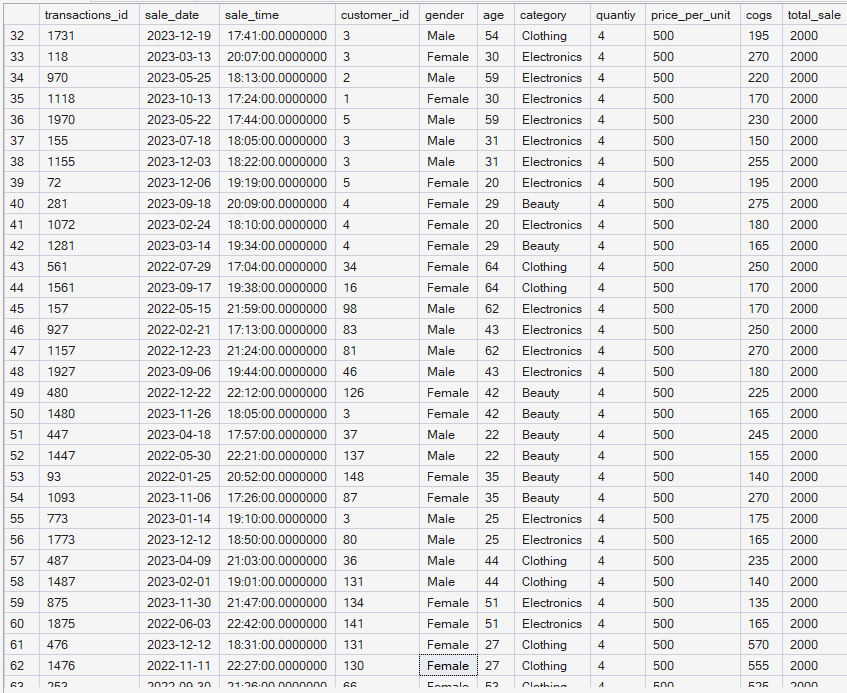 transactions_id sale_date sale_time customer_id gender age category quantiy price_per_unit cogs total_sale
32 1731 2023-12-19 17:41:00.0000000 3 Male 54 Clothing 4 500 195 2000
33 118 2023-03-13 20:07:00.0000000 3 Female 30 Electronics 4 500 270 2000
34 970 2023-05-25 18:13:00.0000000 2 Male 59 Electronics 4 500 220 2000
35 1118 2023-10-13 17:24:00.0000000 1 Female 30 Electronics 4 500 170 2000
36 1970 2023-05-22 17:44:00.0000000 5 Male 59 Electronics 4 500 230 2000
37 155 2023-07-18 18:05:00.0000000 3 Male 31 Electronics 4 500 150 2000
38 1155 2023-12-03 18:22:00.0000000 3 Male 31 Electronics 4 500 255 2000
39 72 2023-12-06 19:19:00.0000000 5 Female 20 Electronics 4 500 195 2000
40 281 2023-09-18 20:09:00.0000000 4 Female 29 Beauty 4 500 275 2000
41 1072 2023-02-24 18:10:00.0000000 4 Female 20 Electronics 4 500 180 2000
42 1281 2023-03-14 19:34:00.0000000 4 Female 29 Beauty 4 500 165 2000
43 561 2022-07-29 17:04:00.0000000 34 Female 64 Clothing 4 500 250 2000
44 1561 2023-09-17 19:38:00.0000000 16 Female 64 Clothing 4 500 170 2000
45 157 2022-05-15 21:59:00.0000000 98 Male 62 Electronics 4 500 170 2000
46 927 2022-02-21 17:13:00.0000000 83 Male 43 Electronics 4 500 250 2000
47 1157 2022-12-23 21:24:00.0000000 81 Male 62 Electronics 4 500 270 2000
48 1927 2023-09-06 19:44:00.0000000 46 Male 43 Electronics 4 500 180 2000
49 480 2022-12-22 22:12:00.0000000 126 Female 42 Beauty 4 500 225 2000
50 1480 2023-11-26 18:05:00.0000000 3 Female 42 Beauty 4 500 165 2000
51 447 2023-04-18 17:57:00.0000000 37 Male 22 Beauty 4 500 245 2000
52 1447 2022-05-30 22:21:00.0000000 137 Male 22 Beauty 4 500 155 2000
53 93 2022-01-25 20:52:00.0000000 148 Female 35 Beauty 4 500 140 2000
54 1093 2023-11-06 17:26:00.0000000 87 Female 35 Beauty 4 500 270 2000
55 773 2023-01-14 19:10:00.0000000 3 Male 25 Electronics 4 500 175 2000
56 1773 2023-12-12 18:50:00.0000000 80 Male 25 Electronics 4 500 165 2000
57 487 2023-04-09 21:03:00.0000000 36 Male 44 Clothing 4 500 235 2000
58 1487 2023-02-01 19:01:00.0000000 131 Male 44 Clothing 4 500 140 2000
59 875 2023-11-30 21:47:00.0000000 134 Female 51 Electronics 4 500 135 2000
60 1875 2022-06-03 22:42:00.0000000 141 Female 51 Electronics 4 500 165 2000
61 476 2023-12-12 18:31:00.0000000 131 Female 27 Clothing 4 500 570 2000
62 1476 2022-11-11 22:27:00.0000000 130 Female 27 Clothing 4 500 555 2000
63 253 2022-09-30 21:26:00.0000000 66 Female 53 Clothing 4 500 525 2000